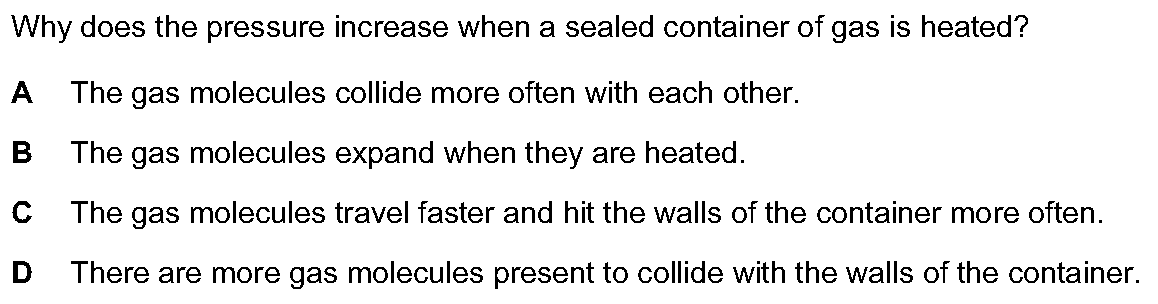 Why does the pressure increase when a sealed container of gas is heated?
A The gas molecules collide more often with each other.
B The gas molecules expand when they are heated.
C The gas molecules travel faster and hit the walls of the container more often.
D There are more gas molecules present to collide with the walls of the container.